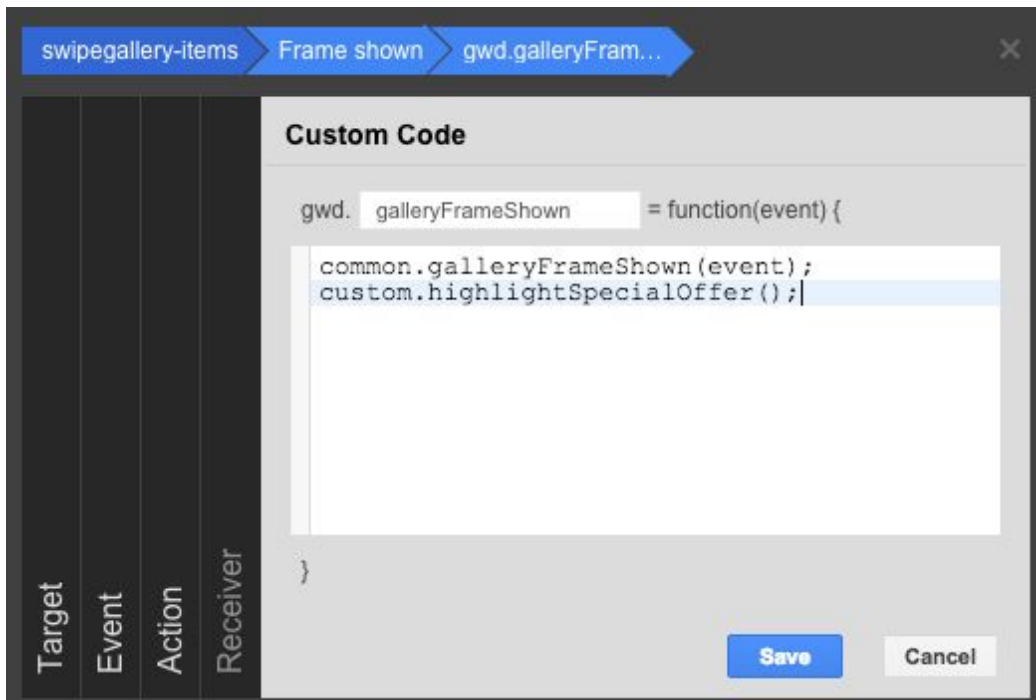 swipegallery-items Frame shown gwd.galleryFram...
Custom Code
gwd. galleryFrameShown = function(event) {
common.galleryFrameShown(event);
custom.highlightSpecialOffer();
}
Target
Event
Action
Receiver
Save Cancel